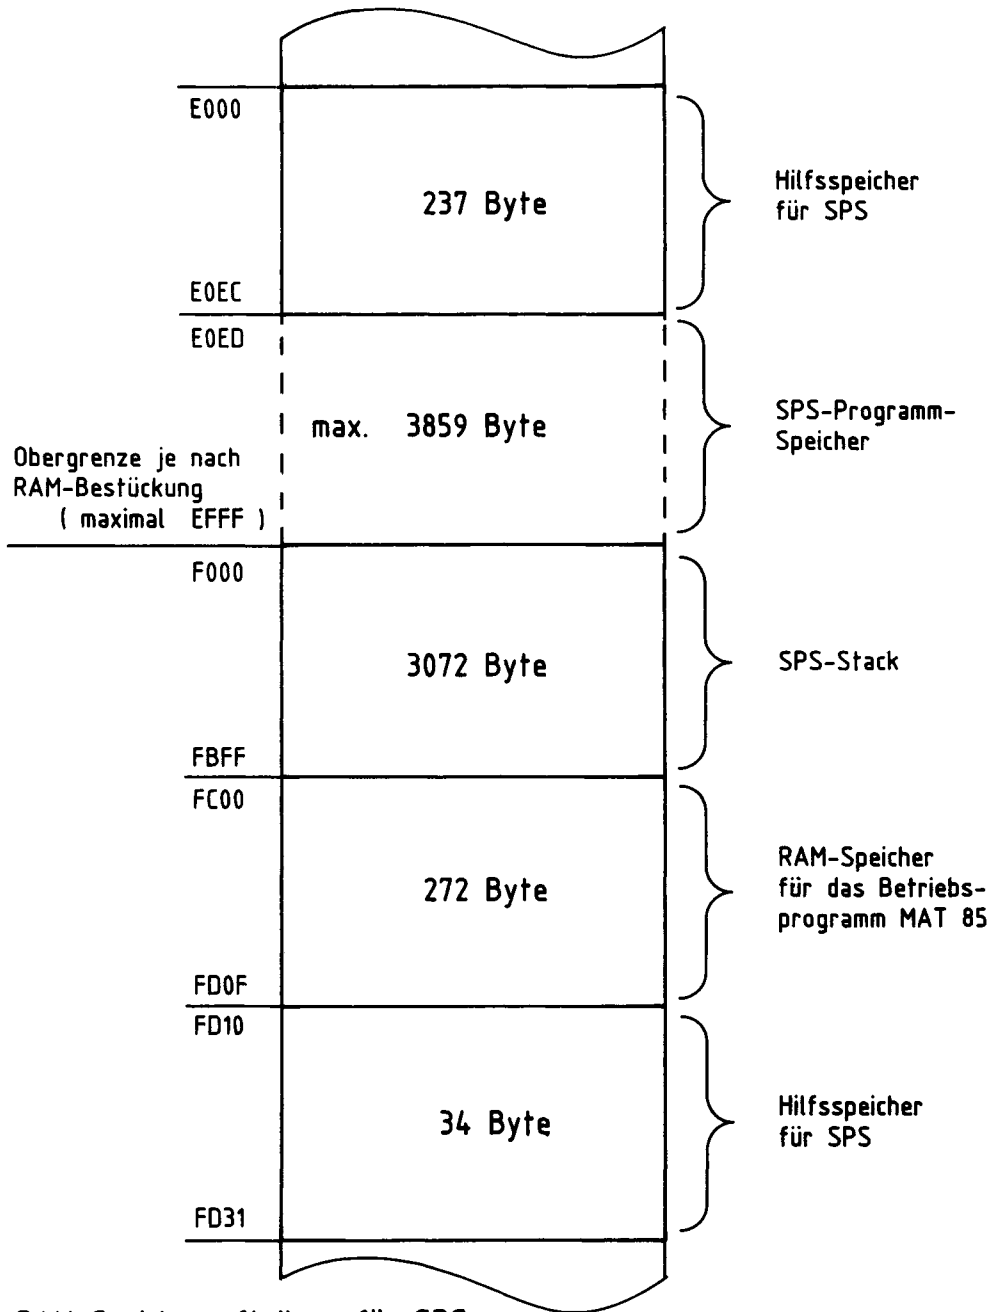 E000
237 Byte
Hilfsspeicher
für SPS
E0EC
E0ED
max. 3859 Byte
SPS-Programm-
Speicher
Obergrenze je nach
RAM-Bestückung
( maximal EFFF )
F000
3072 Byte
SPS-Stack
FBFF
FC00
272 Byte
RAM-Speicher
für das Betriebs-
programm MAT 85
FD0F
FD10
34 Byte
Hilfsspeicher
für SPS
FD31